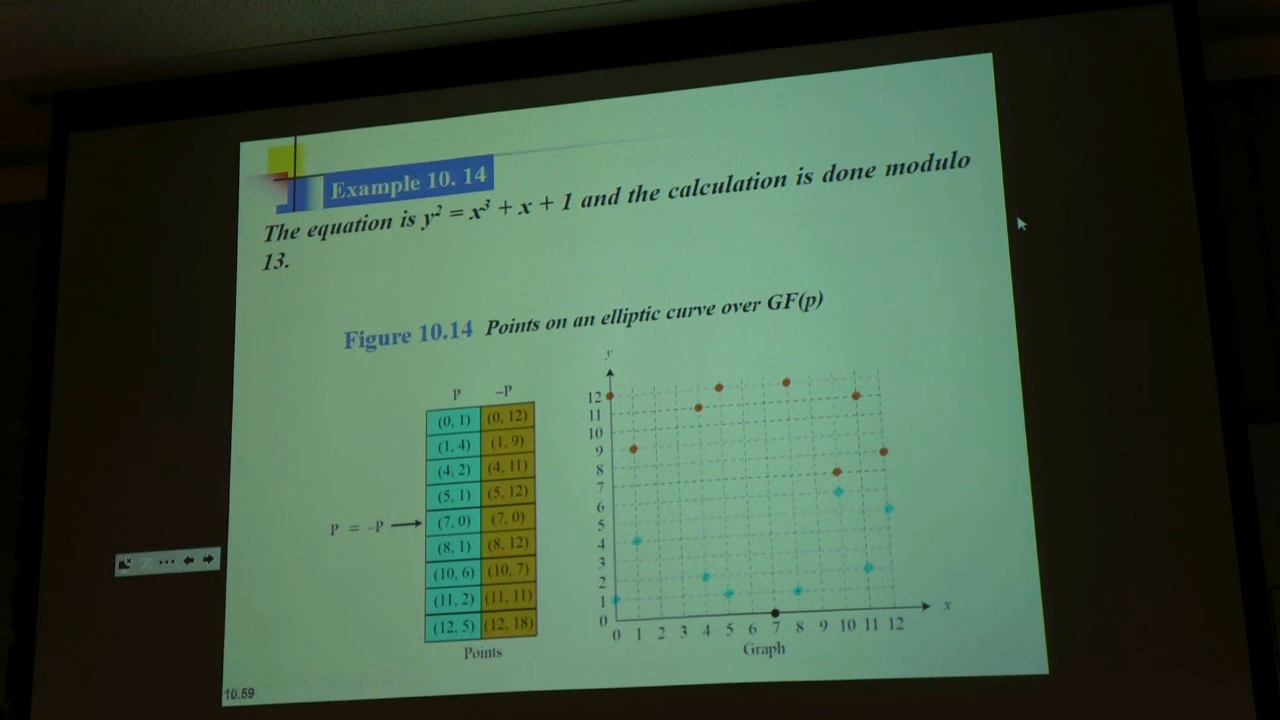 Example 10. 14
The equation is y² = x³ + x + 1 and the calculation is done modulo
13.
Figure 10.14 Points on an elliptic curve over GF(p)
P –P
(0, 1) (0, 12)
(1, 4) (1, 9)
(4, 2) (4, 11)
(5, 1) (5, 12)
P = –P (7, 0) (7, 0)
(8, 1) (8, 12)
(10, 6) (10, 7)
(11, 2) (11, 11)
(12, 5) (12, 18)
Points
y
12
11
10
9
8
7
6
5
4
3
2
1
0
0 1 2 3 4 5 6 7 8 9 10 11 12 x
Graph
10.59